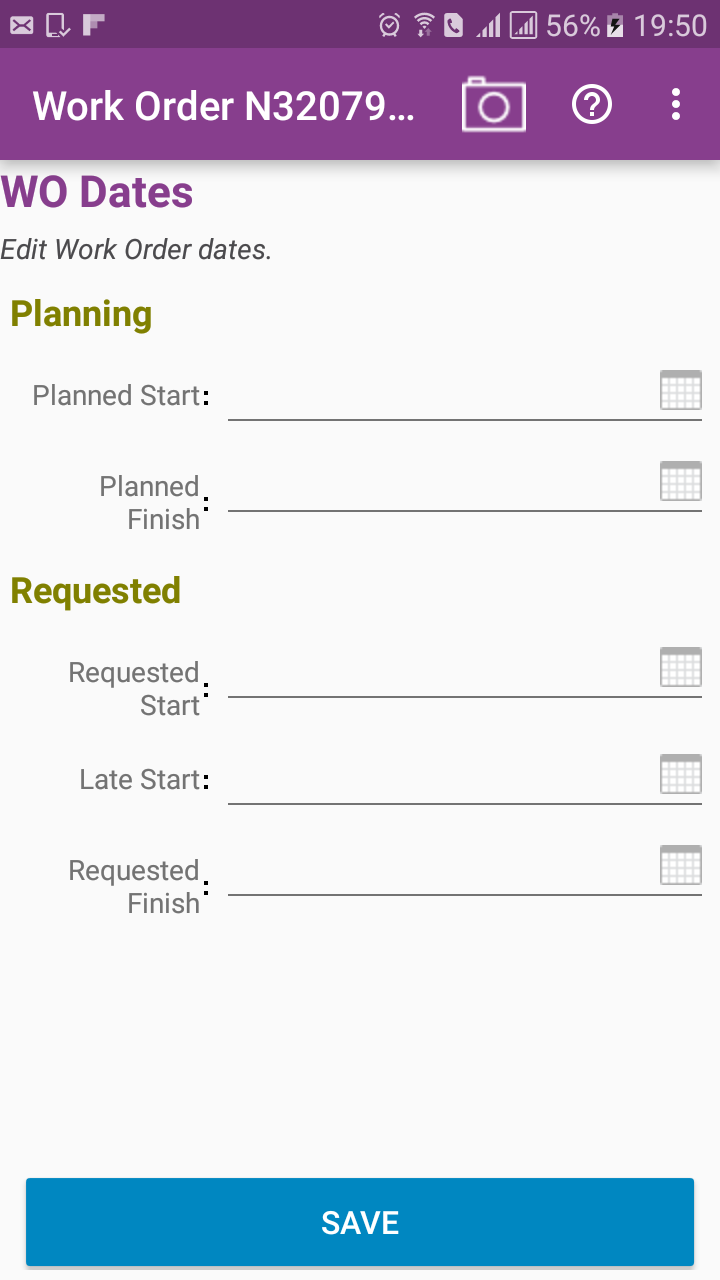 56% 19:50
Work Order N32079...
WO Dates
Edit Work Order dates.
Planning
Planned Start:
Planned
Finish:
Requested
Requested
Start:
Late Start:
Requested
Finish:
SAVE